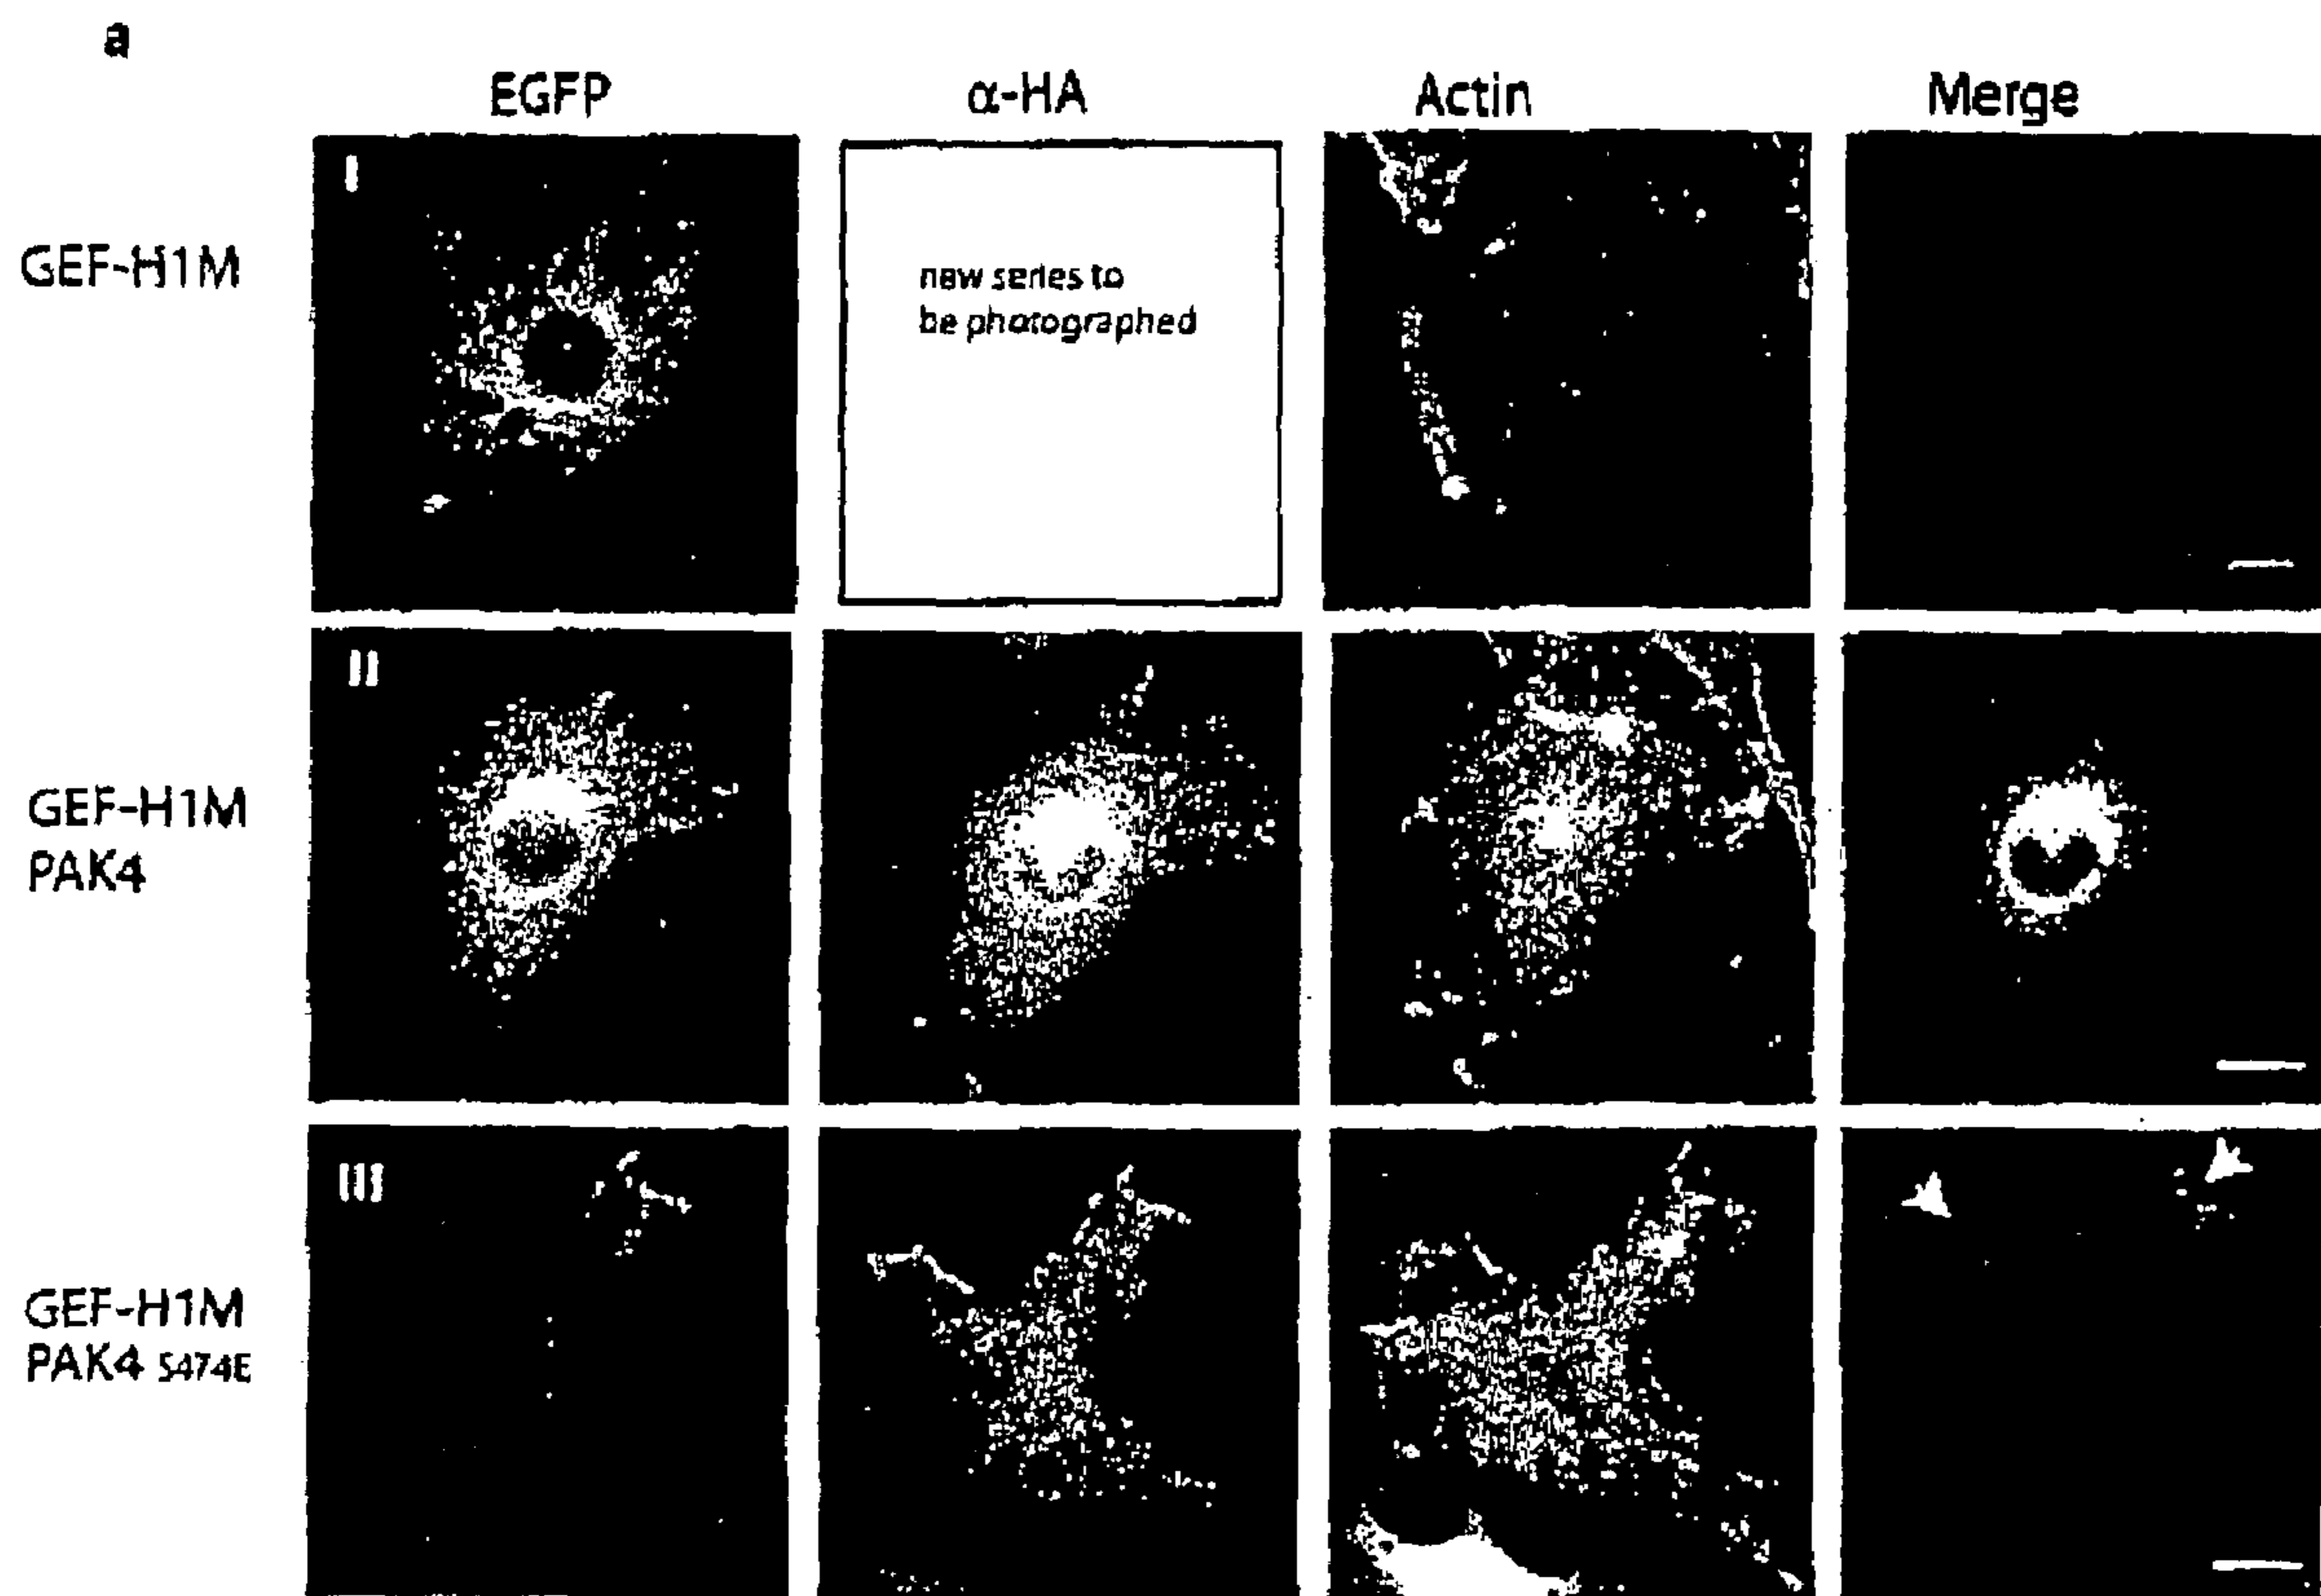 a
EGFP α-HA Actin Merge
I
GEF-H1M
new series to
be photographed
II
GEF-H1M
PAK4
III
GEF-H1M
PAK4 S474E